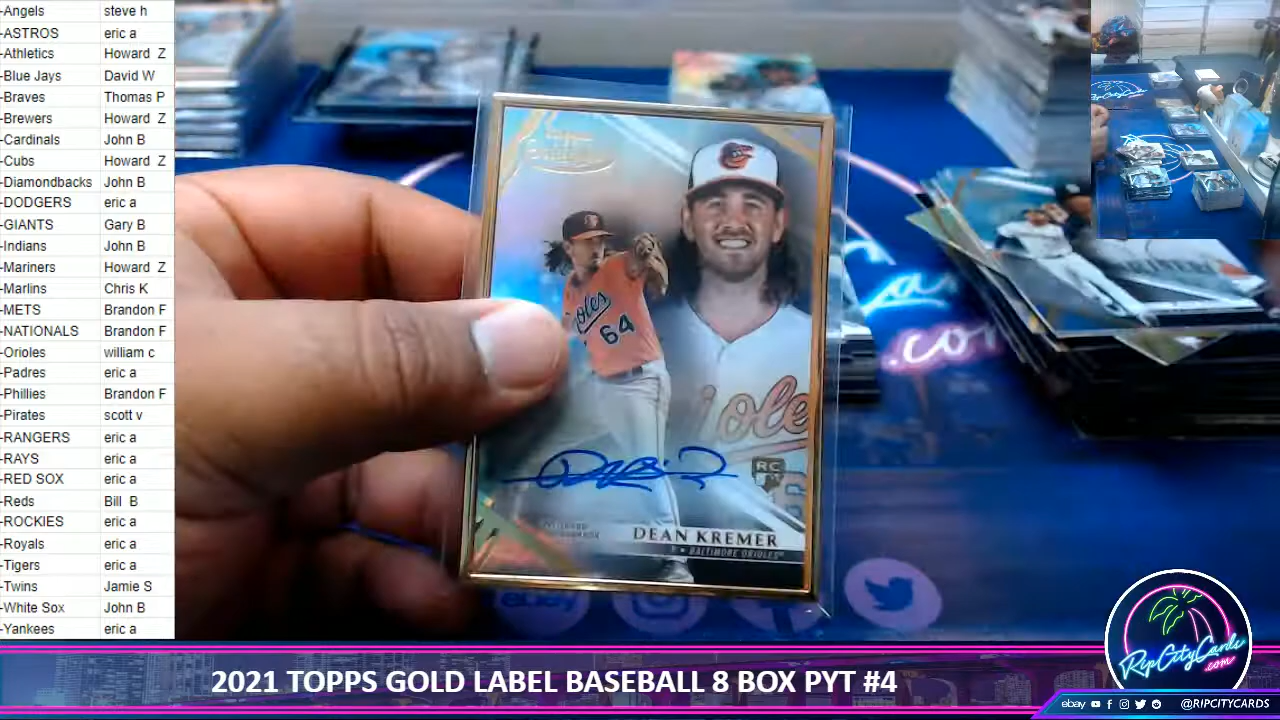 -Angels steve h
-ASTROS eric a
-Athletics Howard Z
-Blue Jays David W
-Braves Thomas P
-Brewers Howard Z
-Cardinals John B
-Cubs Howard Z
-Diamondbacks John B
-DODGERS eric a
-GIANTS Gary B
-Indians John B
-Mariners Howard Z
-Marlins Chris K
-METS Brandon F
-NATIONALS Brandon F
-Orioles william c
-Padres eric a
-Phillies Brandon F
-Pirates scott v
-RANGERS eric a
-RAYS eric a
-RED SOX eric a
-Reds Bill B
-ROCKIES eric a
-Royals eric a
-Tigers eric a
-Twins Jamie S
-White Sox John B
-Yankees eric a
64
RC
DEAN KREMER
P • BALTIMORE ORIOLES
.com
ebay
2021 TOPPS GOLD LABEL BASEBALL 8 BOX PYT #4
RipCityCards
.com
ebay @RIPCITYCARDS